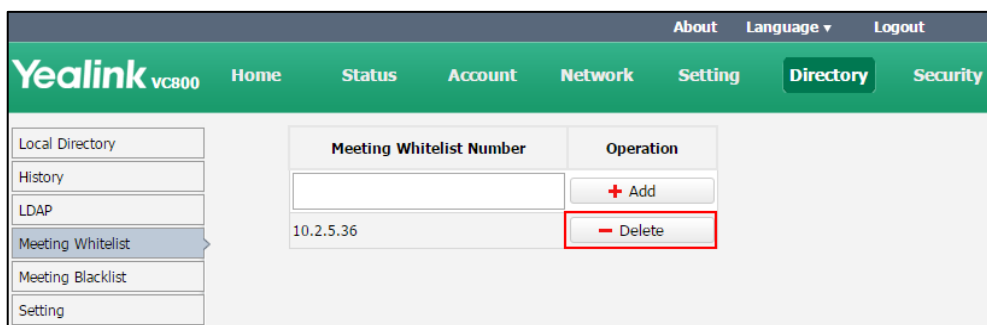 About Language ▾ Logout
Yealink VC800 Home Status Account Network Setting Directory Security
Local Directory
History
LDAP
Meeting Whitelist
Meeting Blacklist
Setting
Meeting Whitelist Number Operation
+ Add
10.2.5.36 − Delete